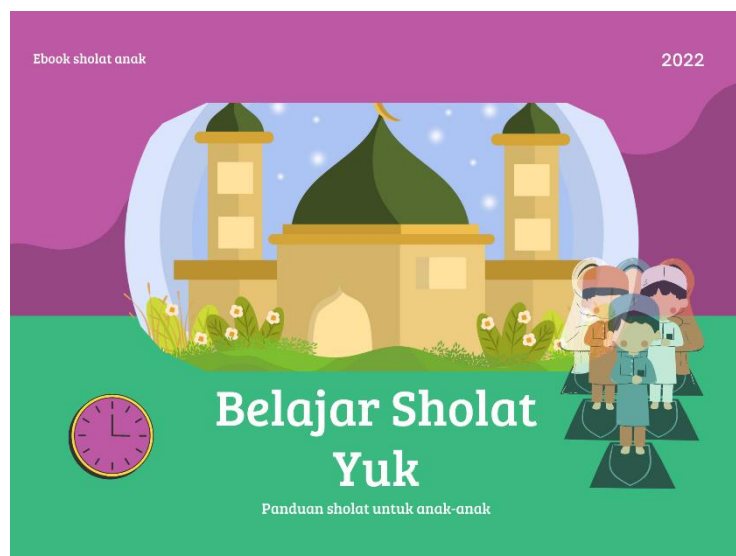 Ebook sholat anak
2022
Belajar Sholat
Yuk
Panduan sholat untuk anak-anak